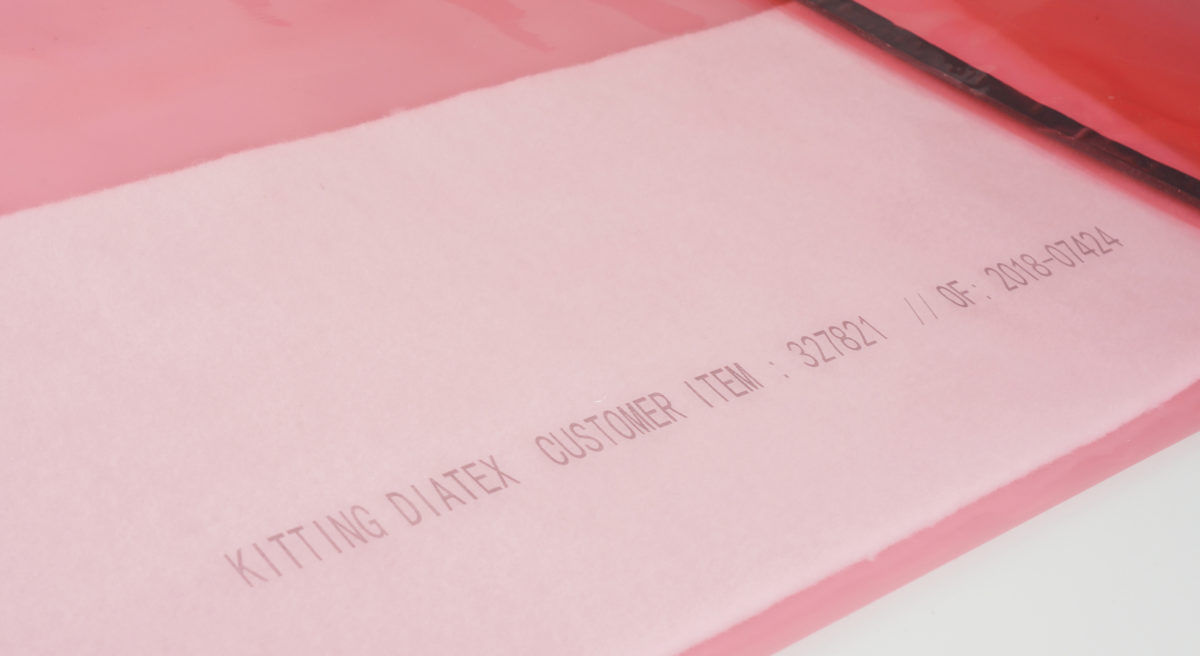 KITTING DIATEX CUSTOMER ITEM : 327821 // OF: 2018-07424